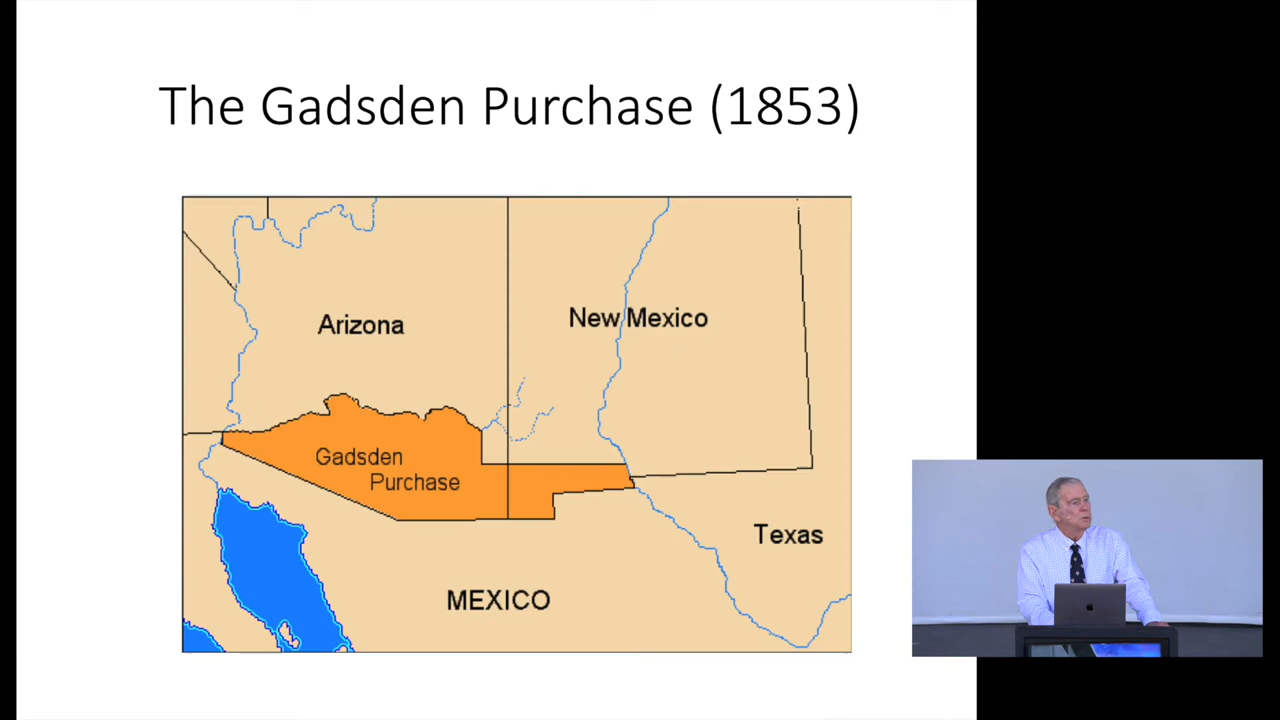 The Gadsden Purchase (1853)
Arizona
New Mexico
Gadsden
Purchase
Texas
MEXICO